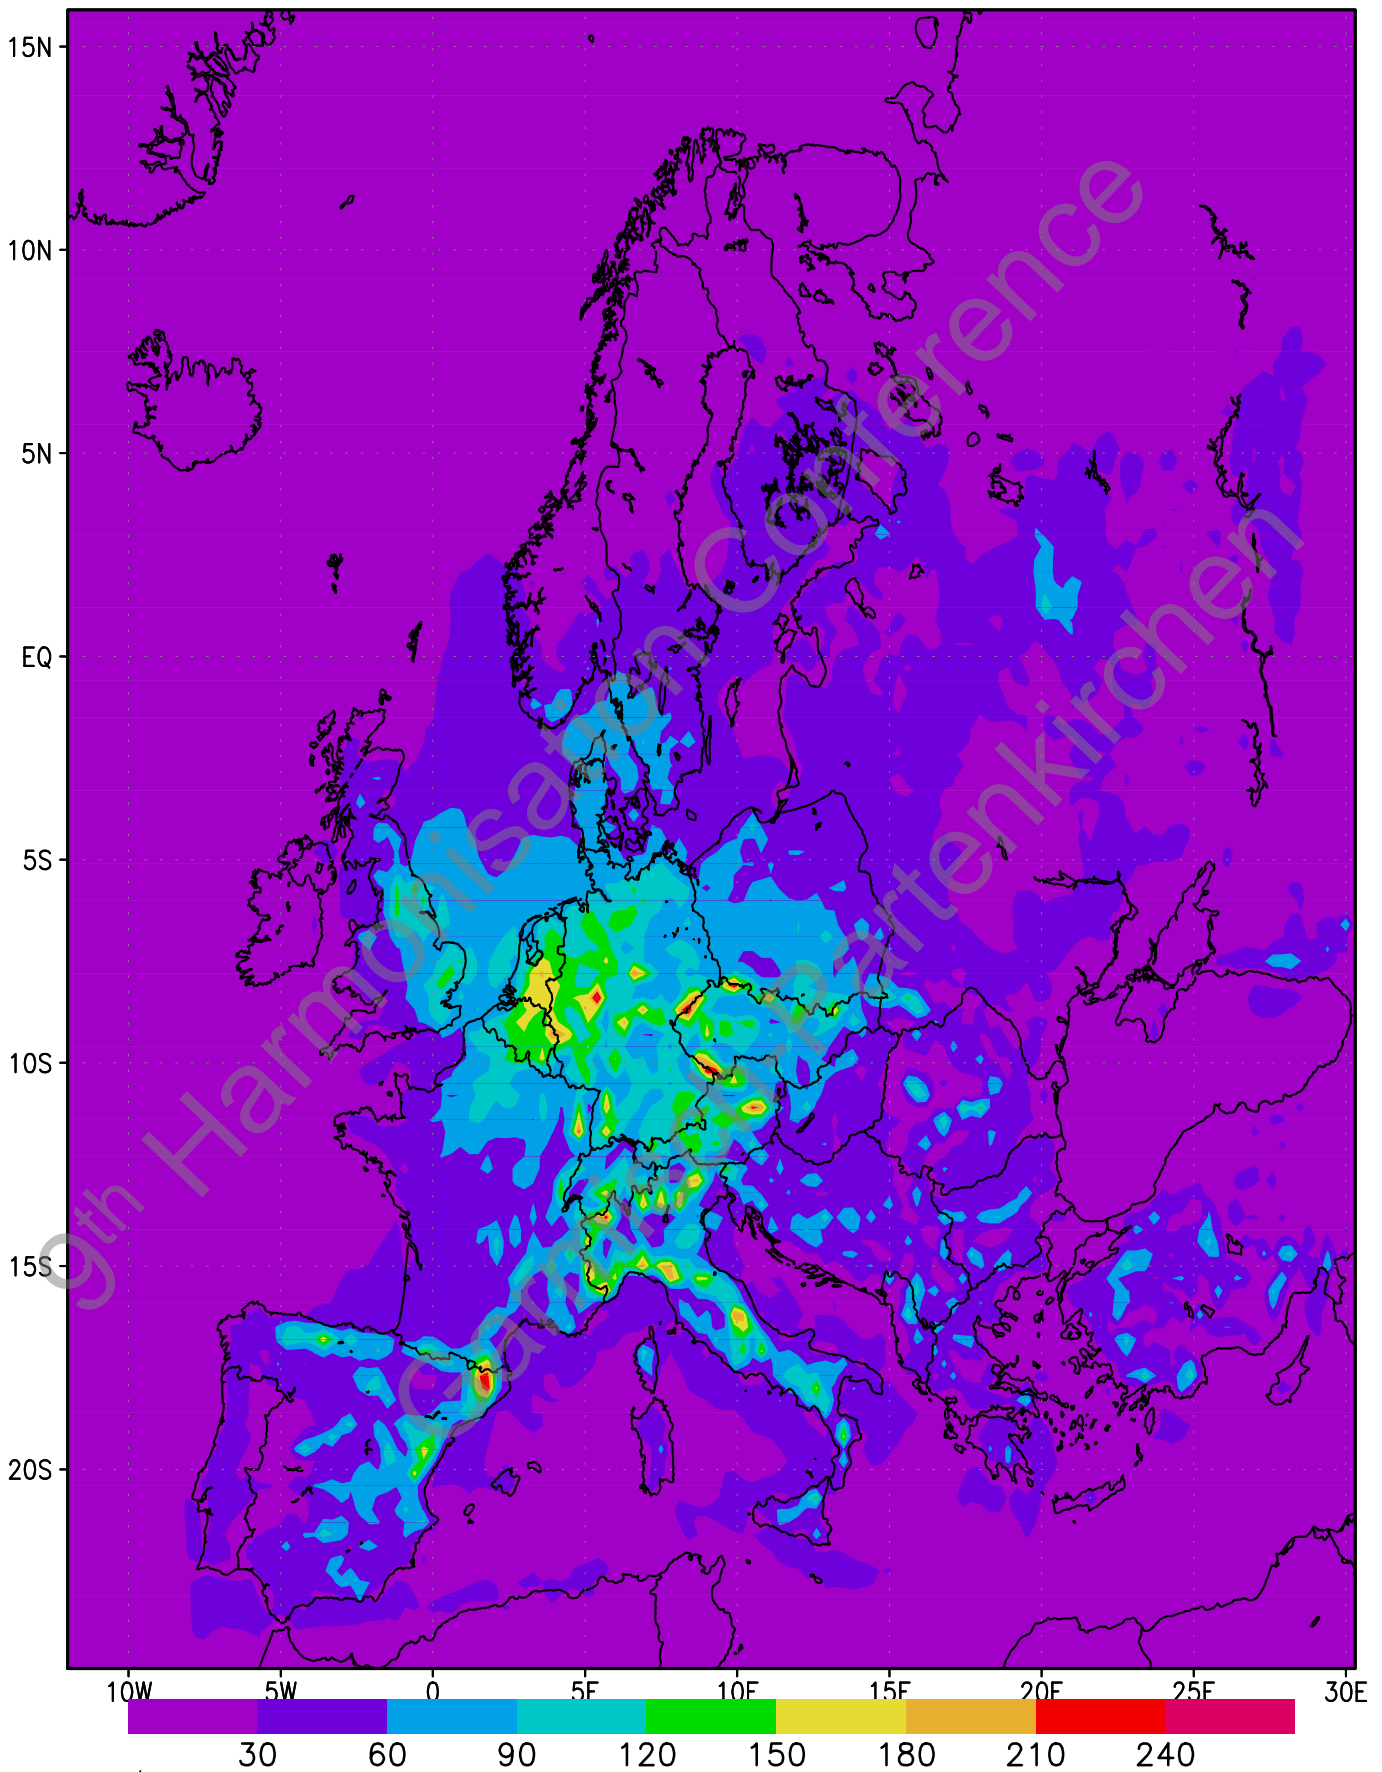 15N
10N
5N
EQ
5S
10S
15S
20S
10W 5W 0 5E 10E 15E 20E 25E 30E
30 60 90 120 150 180 210 240
9th Harmonisation Conference
Garmisch-Partenkirchen